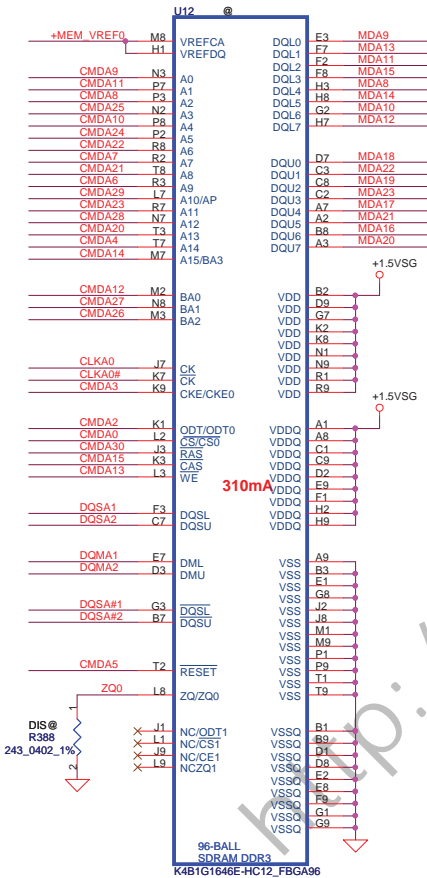 U12 @
+MEM_VREF0 M8 VREFCA DQL0 E3 MDA9
H1 VREFDQ DQL1 F7 MDA13
DQL2 F2 MDA11
CMDA9 N3 A0 DQL3 F8 MDA15
CMDA11 P7 A1 DQL4 H3 MDA8
CMDA8 P3 A2 DQL5 H8 MDA14
CMDA25 N2 A3 DQL6 G2 MDA10
CMDA10 P8 A4 DQL7 H7 MDA12
CMDA24 P2 A5
CMDA22 R8 A6
CMDA7 R2 A7 DQU0 D7 MDA18
CMDA21 T8 A8 DQU1 C3 MDA22
CMDA6 R3 A9 DQU2 C8 MDA19
CMDA29 L7 A10/AP DQU3 C2 MDA23
CMDA23 R7 A11 DQU4 A7 MDA17
CMDA28 N7 A12 DQU5 A2 MDA21
CMDA20 T3 A13 DQU6 B8 MDA16
CMDA4 T7 A14 DQU7 A3 MDA20
CMDA14 M7 A15/BA3
+1.5VSG
CMDA12 M2 BA0 VDD B2
CMDA27 N8 BA1 VDD D9
CMDA26 M3 BA2 VDD G7
VDD K2
VDD K8
VDD N1
CLKA0 J7 CK VDD N9
CLKA0# K7 CK VDD R1
CMDA3 K9 CKE/CKE0 VDD R9
+1.5VSG
CMDA2 K1 ODT/ODT0 VDDQ A1
CMDA0 L2 CS/CS0 VDDQ A8
CMDA30 J3 RAS VDDQ C1
CMDA15 K3 CAS VDDQ C9
CMDA13 L3 WE VDDQ D2
310mA VDDQ E9
VDDQ F1
DQSA1 F3 DQSL VDDQ H2
DQSA2 C7 DQSU VDDQ H9
DQMA1 E7 DML VSS A9
DQMA2 D3 DMU VSS B3
VSS E1
VSS G8
DQSA#1 G3 DQSL VSS J2
DQSA#2 B7 DQSU VSS J8
VSS M1
VSS M9
VSS P1
CMDA5 T2 RESET VSS P9
VSS T1
ZQ0 L8 ZQ/ZQ0 VSS T9
1
DIS@
R388
243_0402_1%
2
J1 NC/ODT1 VSSQ B1
L1 NC/CS1 VSSQ B9
J9 NC/CE1 VSSQ D1
L9 NCZQ1 VSSQ D8
VSSQ E2
VSSQ E8
VSSQ F9
VSSQ G1
VSSQ G9
96-BALL
SDRAM DDR3
K4B1G1646E-HC12_FBGA96
http:/